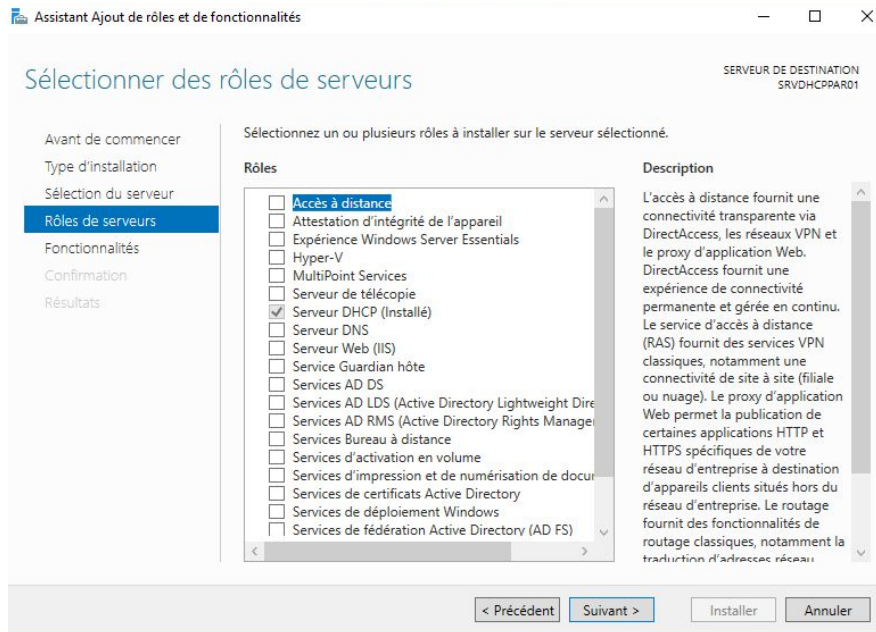 Assistant Ajout de rôles et de fonctionnalités
Sélectionner des rôles de serveurs
SERVEUR DE DESTINATION
SRVDHCPPAR01
Avant de commencer
Type d'installation
Sélection du serveur
Rôles de serveurs
Fonctionnalités
Confirmation
Résultats
Sélectionnez un ou plusieurs rôles à installer sur le serveur sélectionné.
Rôles
Accès à distance
Attestation d'intégrité de l'appareil
Expérience Windows Server Essentials
Hyper-V
MultiPoint Services
Serveur de télécopie
Serveur DHCP (Installé)
Serveur DNS
Serveur Web (IIS)
Service Guardian hôte
Services AD DS
Services AD LDS (Active Directory Lightweight Dire
Services AD RMS (Active Directory Rights Manage
Services Bureau à distance
Services d'activation en volume
Services d'impression et de numérisation de docu
Services de certificats Active Directory
Services de déploiement Windows
Services de fédération Active Directory (AD FS)
Description
L'accès à distance fournit une
connectivité transparente via
DirectAccess, les réseaux VPN et
le proxy d'application Web.
DirectAccess fournit une
expérience de connectivité
permanente et gérée en continu.
Le service d'accès à distance
(RAS) fournit des services VPN
classiques, notamment une
connectivité de site à site (filiale
ou nuage). Le proxy d'application
Web permet la publication de
certaines applications HTTP et
HTTPS spécifiques de votre
réseau d'entreprise à destination
d'appareils clients situés hors du
réseau d'entreprise. Le routage
fournit des fonctionnalités de
routage classiques, notamment la
traduction d'adresses réseau
< Précédent
Suivant >
Installer
Annuler